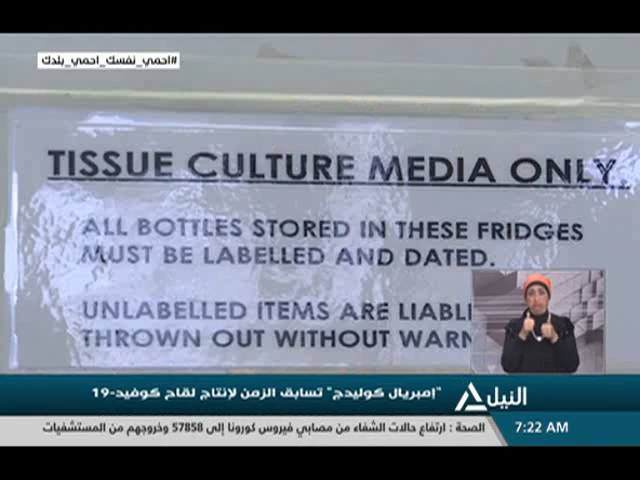 #احمي_نفسك_احمي_بلدك
TISSUE CULTURE MEDIA ONLY
ALL BOTTLES STORED IN THESE FRIDGES
MUST BE LABELLED AND DATED.
UNLABELLED ITEMS ARE LIABL
THROWN OUT WITHOUT WARN
"إمبريال كوليدج" تسابق الزمن لإنتاج لقاح كوفيد-19
النيل
الصحة : ارتفاع حالات الشفاء من مصابي فيروس كورونا إلى 57858 وخروجهم من المستشفيات
7:22 AM